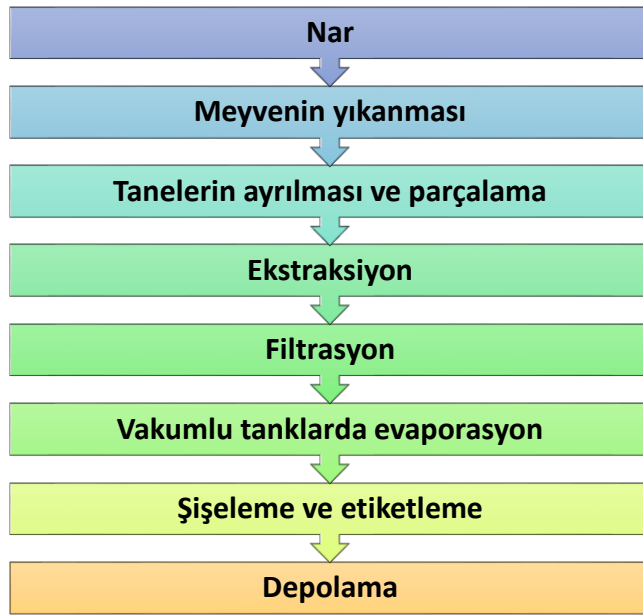 Nar
Meyvenin yıkanması
Tanelerin ayrılması ve parçalama
Ekstraksiyon
Filtrasyon
Vakumlu tanklarda evaporasyon
Şişeleme ve etiketleme
Depolama